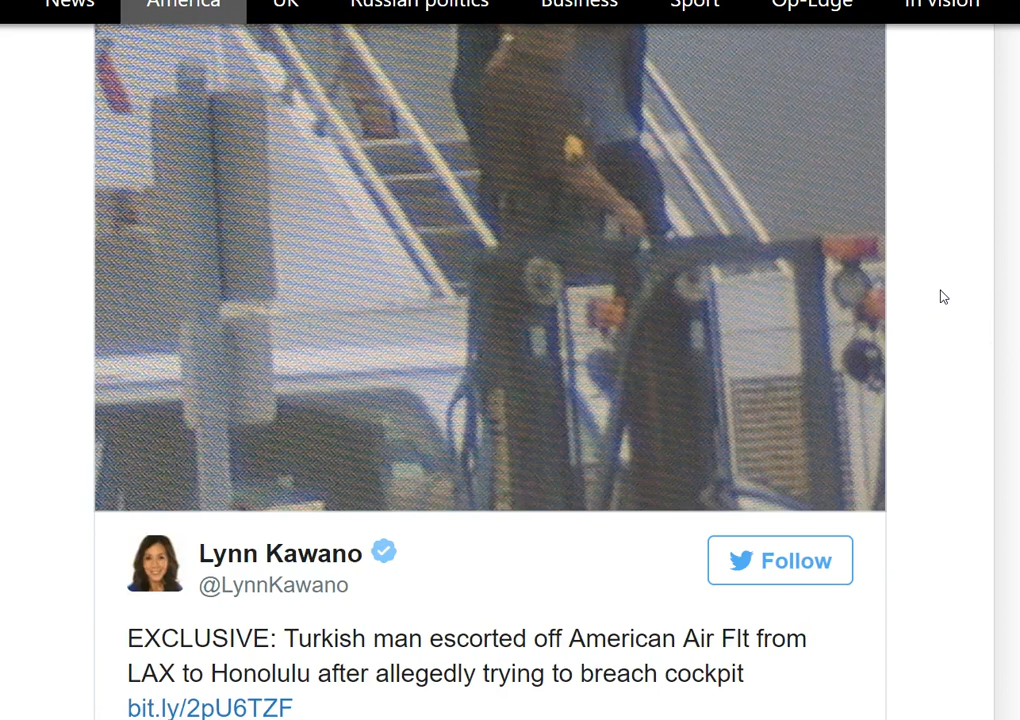 News America UK Russian politics Business Sport Op-Edge In vision
Lynn Kawano
@LynnKawano
Follow
EXCLUSIVE: Turkish man escorted off American Air Flt from
LAX to Honolulu after allegedly trying to breach cockpit
bit.ly/2pU6TZF